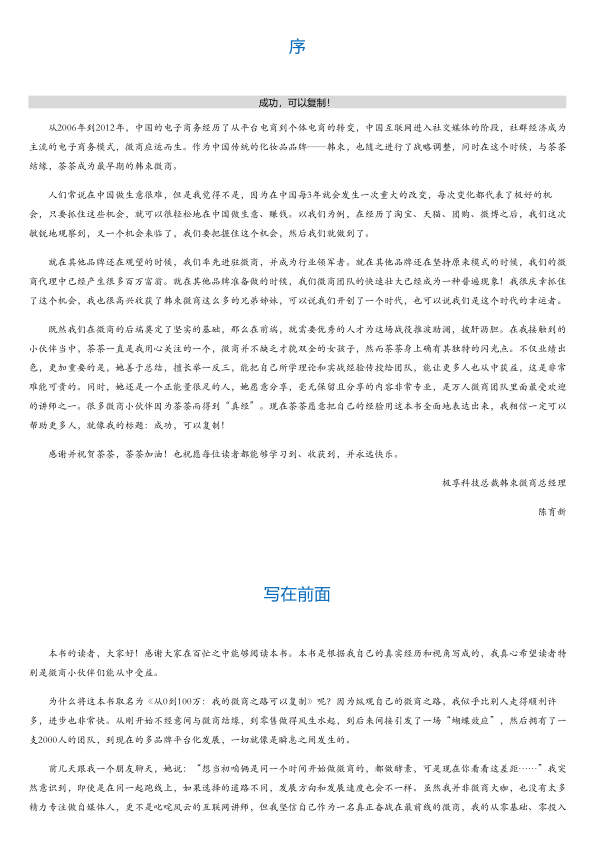 序
成功，可以复制！
从2006年到2012年，中国的电子商务经历了从平台电商到个体电商的转变，中国互联网进入社交媒体的阶段，社群经济成为
主流的电子商务模式，微商应运而生。作为中国传统的化妆品品牌——韩束，也随之进行了战略调整，同时在这个时候，与荼荼
结缘，荼荼成为最早期的韩束微商。
人们常说在中国做生意很难，但是我觉得不是，因为在中国每3年就会发生一次重大的改变，每次变化都代表了极好的机
会，只要抓住这些机会，就可以很轻松地在中国做生意、赚钱。以我们为例，在经历了淘宝、天猫、团购、微博之后，我们这次
敏锐地观察到，又一个机会来临了，我们要把握住这个机会，然后我们就做到了。
就在其他品牌还在观望的时候，我们率先进驻微商，并成为行业领军者。就在其他品牌还在坚持原来模式的时候，我们的微
商代理中已经产生很多百万富翁。就在其他品牌准备做的时候，我们微商团队的快速壮大已经成为一种普遍现象！我很庆幸抓住
了这个机会，我也很高兴收获了韩束微商这么多的兄弟姊妹，可以说我们开创了一个时代，也可以说我们是这个时代的幸运者。
既然我们在微商的后端奠定了坚实的基础，那么在前端，就需要优秀的人才为这场战役推波助澜，披肝沥胆。在我接触到的
小伙伴当中，荼荼一直是我用心关注的一个，微商并不缺乏才貌双全的女孩子，然而荼荼身上确有其独特的闪光点。不仅业绩出
色，更加重要的是，她善于总结，擅长举一反三，能把自己所学理论和实战经验传授给团队，能让更多人也从中获益，这是非常
难能可贵的。同时，她还是一个正能量很足的人，她愿意分享，毫无保留且分享的内容非常专业，是万人微商团队里面最受欢迎
的讲师之一。很多微商小伙伴因为荼荼而得到“真经”。现在荼荼愿意把自己的经验用这本书全面地表达出来，我相信一定可以
帮助更多人，就像我的标题：成功，可以复制！
感谢并祝贺荼荼，荼荼加油！也祝愿每位读者都能够学习到、收获到，并永远快乐。
极享科技总裁韩束微商总经理
陈育新
写在前面
本书的读者，大家好！感谢大家在百忙之中能够阅读本书。本书是根据我自己的真实经历和视角写成的，我真心希望读者特
别是微商小伙伴们能从中受益。
为什么将这本书取名为《从0到100万：我的微商之路可以复制》呢？因为纵观自己的微商之路，我似乎比别人走得顺利许
多，进步也非常快。从刚开始不经意间与微商结缘，到零售做得风生水起，到后来间接引发了一场“蝴蝶效应”，然后拥有了一
支2000人的团队，到现在的多品牌平台化发展，一切就像是瞬息之间发生的。
前几天跟我一个朋友聊天，她说：“想当初咱俩是同一个时间开始做微商的，都做酵素，可是现在你看看这差距……”我突
然意识到，即使是在同一起跑线上，如果选择的道路不同，发展方向和发展速度也会不一样。虽然我并非微商大咖，也没有太多
精力专注做自媒体人，更不是叱咤风云的互联网讲师，但我坚信自己作为一名真正奋战在最前线的微商，我的从零基础、零投入